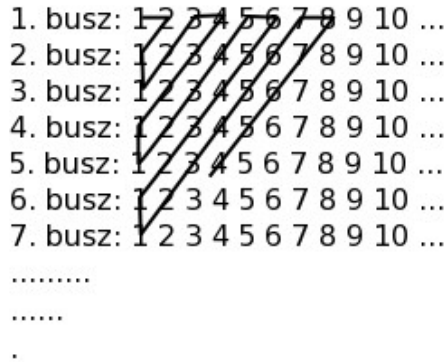 1. busz: 1 2 3 4 5 6 7 8 9 10 ...
2. busz: 1 2 3 4 5 6 7 8 9 10 ...
3. busz: 1 2 3 4 5 6 7 8 9 10 ...
4. busz: 1 2 3 4 5 6 7 8 9 10 ...
5. busz: 1 2 3 4 5 6 7 8 9 10 ...
6. busz: 1 2 3 4 5 6 7 8 9 10 ...
7. busz: 1 2 3 4 5 6 7 8 9 10 ...
.........
......
.